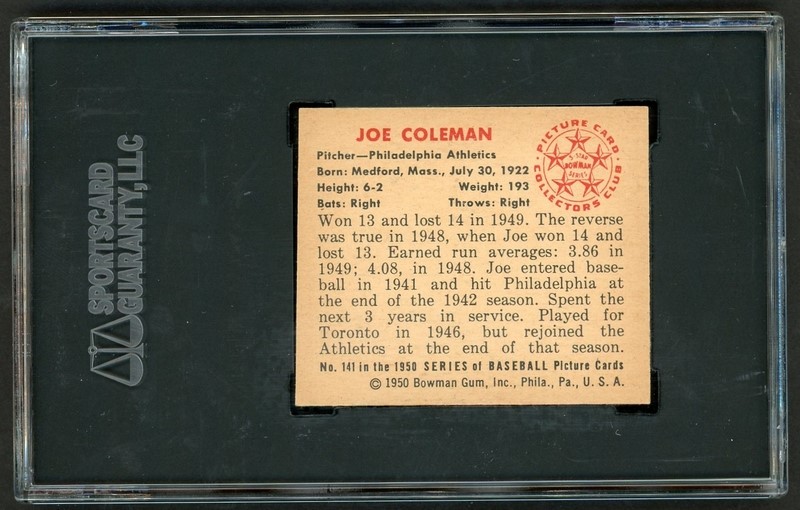 SPORTSCARD
GUARANTY, LLC
JOE COLEMAN
Pitcher—Philadelphia Athletics
Born: Medford, Mass., July 30, 1922
Height: 6-2 Weight: 193
Bats: Right Throws: Right
PICTURE CARD
COLLECTORS CLUB
5 STAR
BOWMAN
SERIES
Won 13 and lost 14 in 1949. The reverse
was true in 1948, when Joe won 14 and
lost 13. Earned run averages: 3.86 in
1949; 4.08, in 1948. Joe entered base-
ball in 1941 and hit Philadelphia at
the end of the 1942 season. Spent the
next 3 years in service. Played for
Toronto in 1946, but rejoined the
Athletics at the end of that season.
No. 141 in the 1950 SERIES of BASEBALL Picture Cards
© 1950 Bowman Gum, Inc., Phila., Pa., U. S. A.